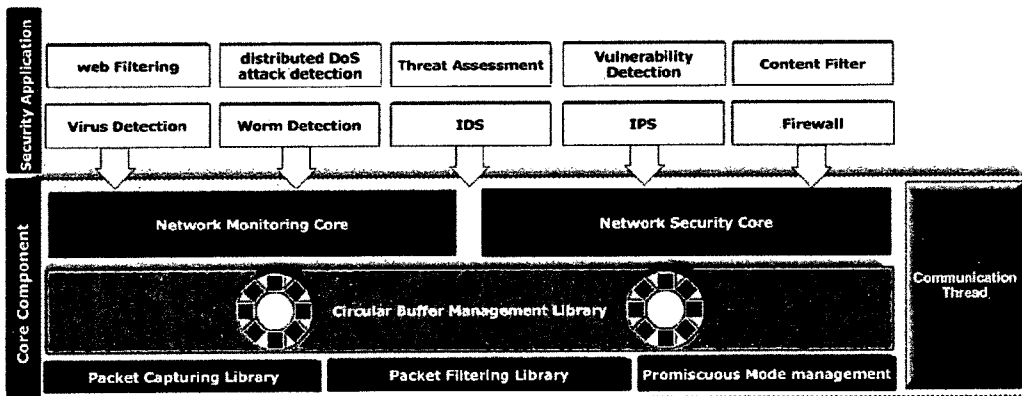 Security Application
web Filtering
distributed DoS
attack detection
Threat Assessment
Vulnerability
Detection
Content Filter
Virus Detection
Worm Detection
IDS
IPS
Firewall
Core Component
Network Monitoring Core
Network Security Core
Communication
Thread
Circular Buffer Management Library
Packet Capturing Library
Packet Filtering Library
Promiscuous Mode management